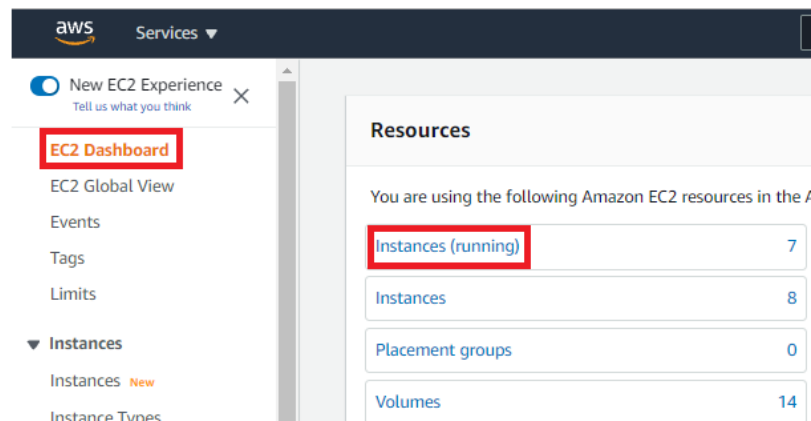 aws
Services ▼
New EC2 Experience
Tell us what you think
EC2 Dashboard
EC2 Global View
Events
Tags
Limits
Instances
Instances New
Instance Types
Resources
You are using the following Amazon EC2 resources in the A
Instances (running) 7
Instances 8
Placement groups 0
Volumes 14